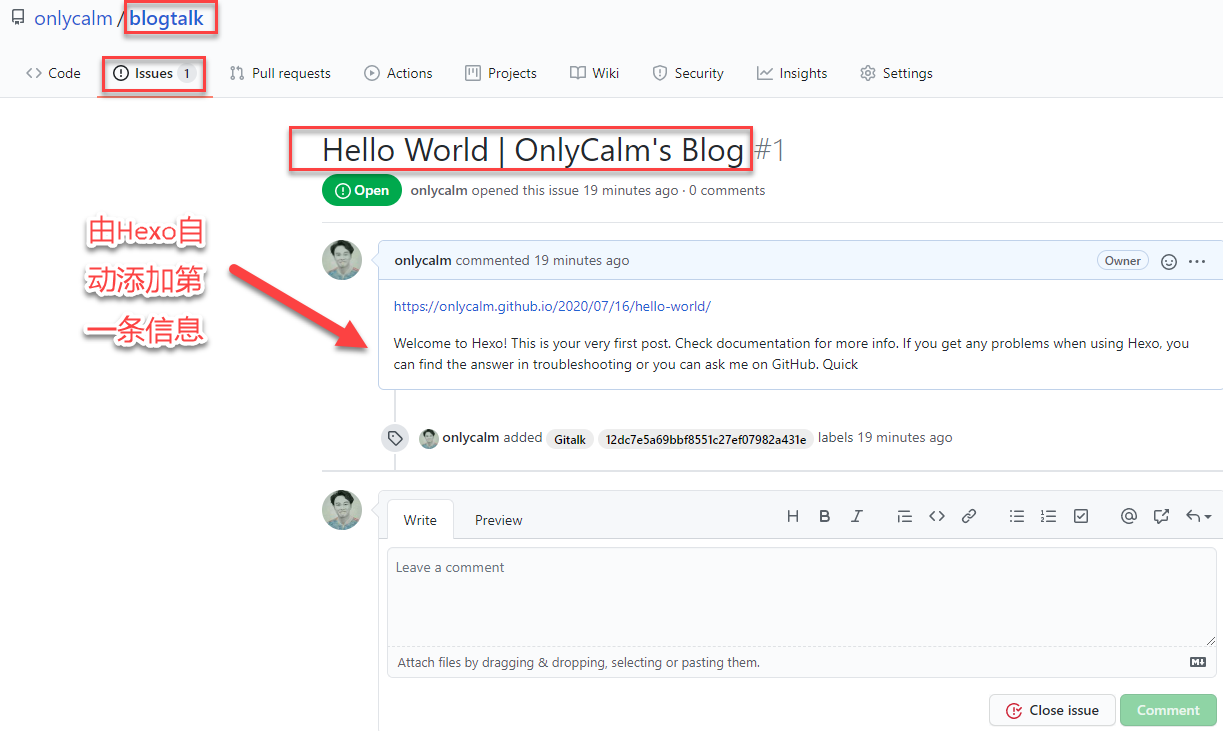 onlycalm / blogtalk
Code Issues 1 Pull requests Actions Projects Wiki Security Insights Settings
Hello World | OnlyCalm's Blog #1
Open onlycalm opened this issue 19 minutes ago · 0 comments
由Hexo自
动添加第
一条信息
onlycalm commented 19 minutes ago Owner
https://onlycalm.github.io/2020/07/16/hello-world/
Welcome to Hexo! This is your very first post. Check documentation for more info. If you get any problems when using Hexo, you
can find the answer in troubleshooting or you can ask me on GitHub. Quick
onlycalm added Gitalk 12dc7e5a69bbf8551c27ef07982a431e labels 19 minutes ago
Write Preview
Leave a comment
Attach files by dragging & dropping, selecting or pasting them.
Close issue Comment